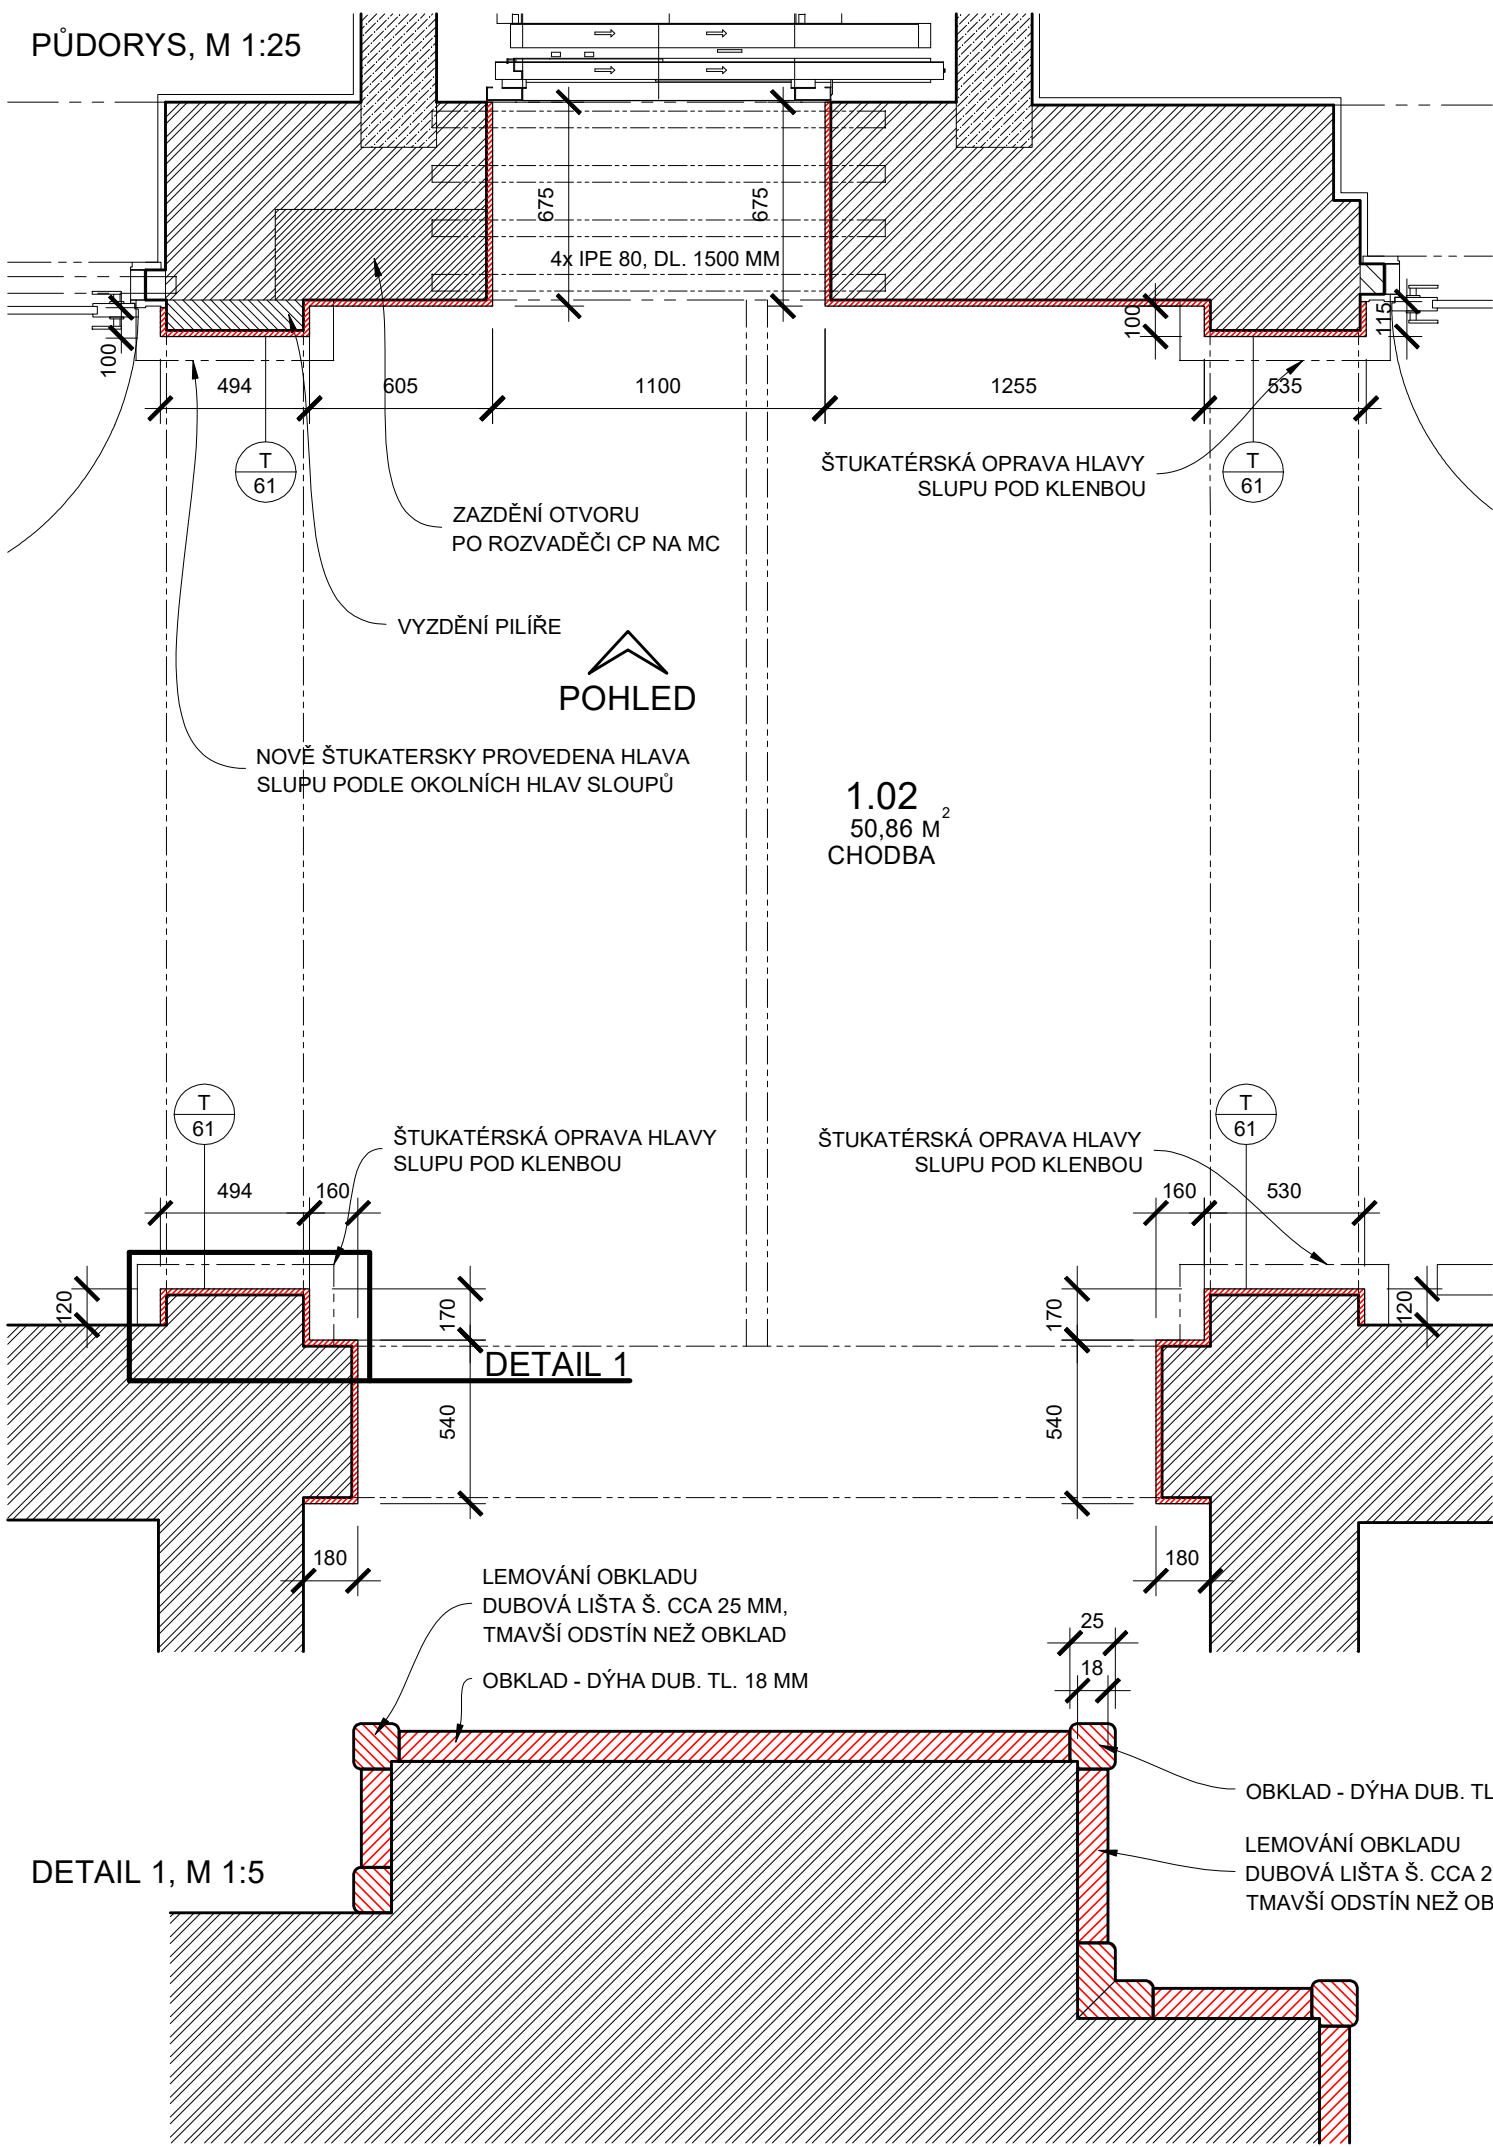 PŮDORYS, M 1:25
675
675
4x IPE 80, DL. 1500 MM
100
100
115
494
605
1100
1255
535
T
61
T
61
ŠTUKATÉRSKÁ OPRAVA HLAVY
SLUPU POD KLENBOU
ZAZDĚNÍ OTVORU
PO ROZVADĚČI CP NA MC
VYZDĚNÍ PILÍŘE
POHLED
NOVĚ ŠTUKATERSKY PROVEDENA HLAVA
SLUPU PODLE OKOLNÍCH HLAV SLOUPŮ
1.02
50,86 M²
CHODBA
T
61
T
61
ŠTUKATÉRSKÁ OPRAVA HLAVY
SLUPU POD KLENBOU
ŠTUKATÉRSKÁ OPRAVA HLAVY
SLUPU POD KLENBOU
494
160
160
530
120
170
170
120
DETAIL 1
540
540
180
180
LEMOVÁNÍ OBKLADU
DUBOVÁ LIŠTA Š. CCA 25 MM,
TMAVŠÍ ODSTÍN NEŽ OBKLAD
OBKLAD - DÝHA DUB. TL. 18 MM
25
18
OBKLAD - DÝHA DUB. TL
LEMOVÁNÍ OBKLADU
DUBOVÁ LIŠTA Š. CCA 2
TMAVŠÍ ODSTÍN NEŽ OB
DETAIL 1, M 1:5